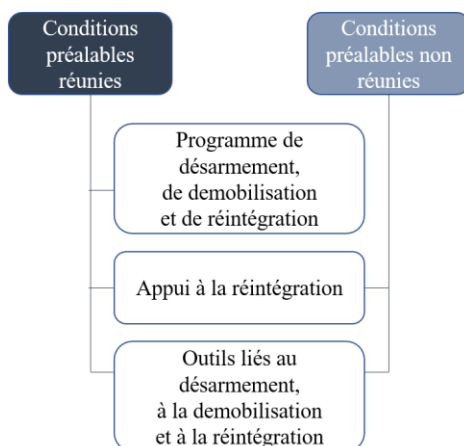 Conditions
préalables
réunies
Conditions
préalables non
réunies
Programme de
désarmement,
de demobilisation
et de réintégration
Appui à la réintégration
Outils liés au
désarmement,
à la demobilisation
et à la réintégration